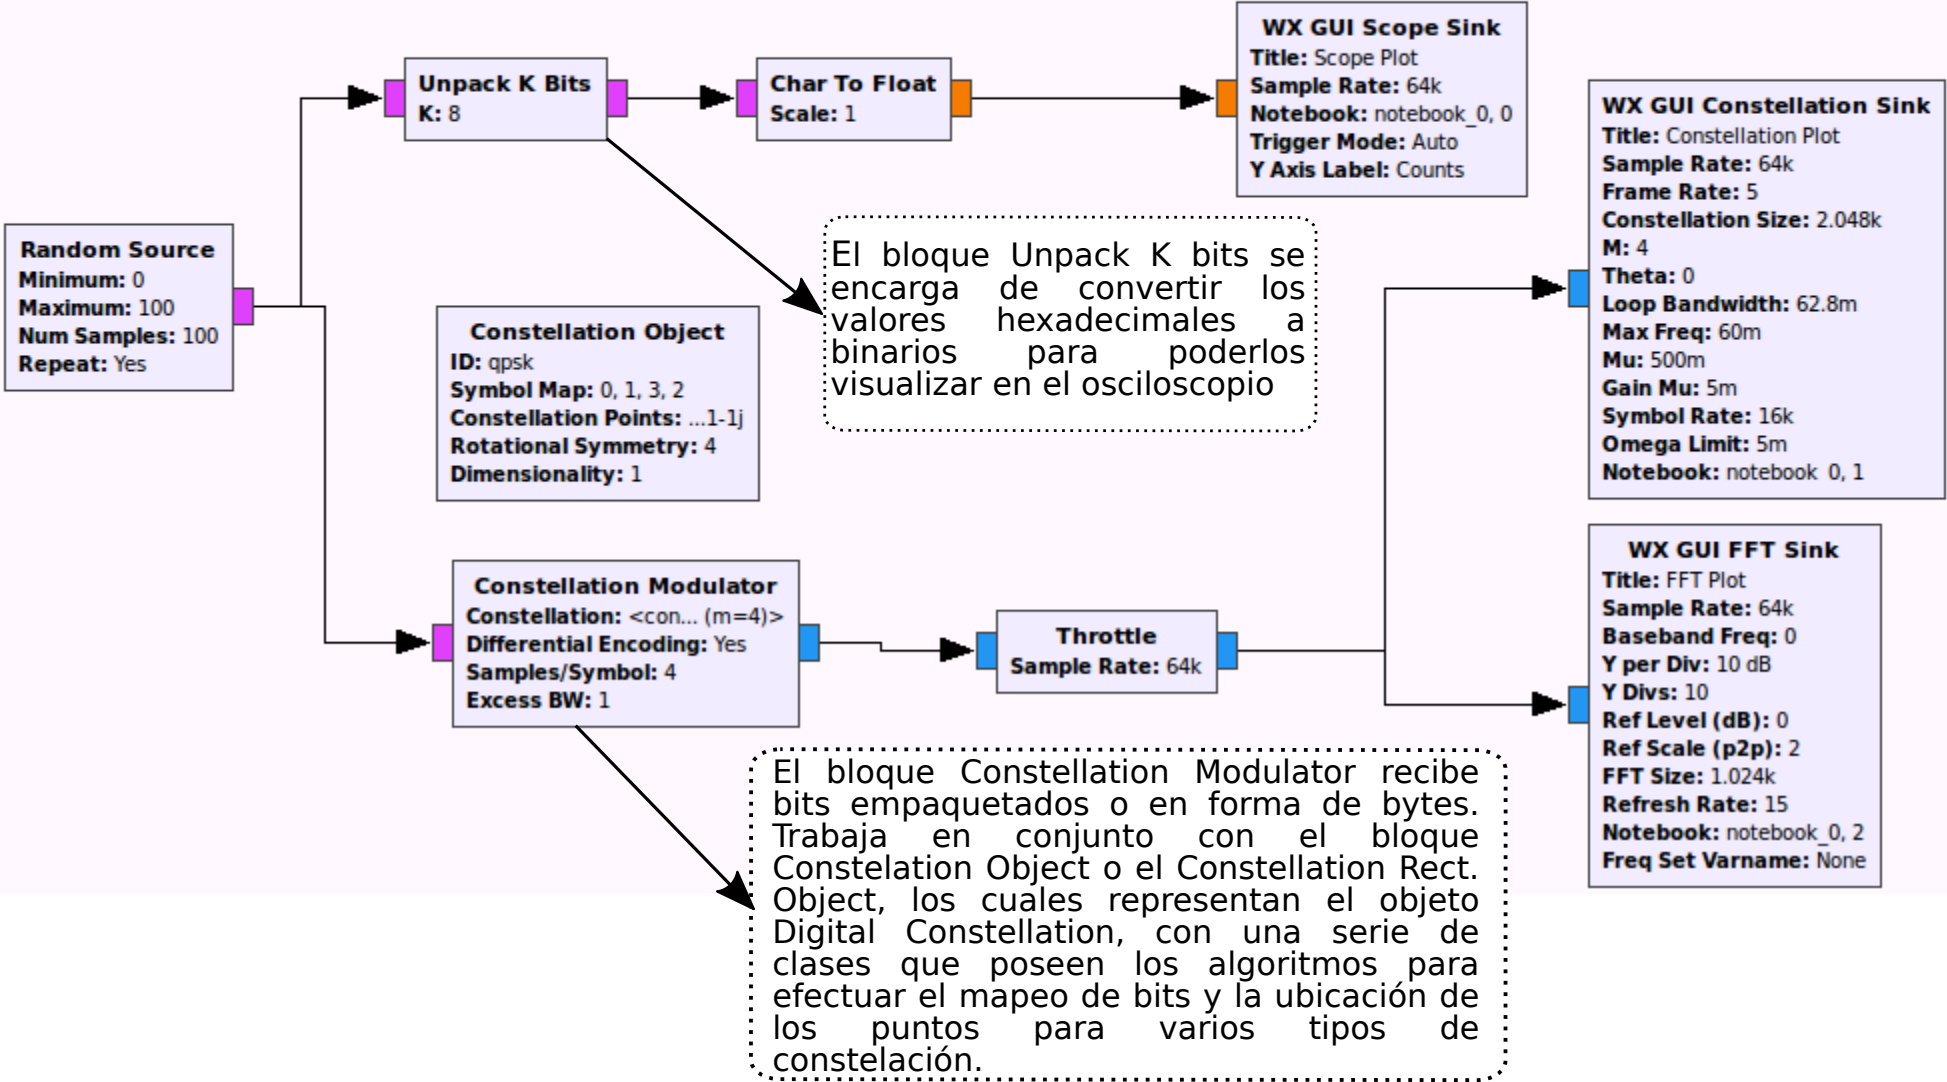 Unpack K Bits
K: 8
Char To Float
Scale: 1
WX GUI Scope Sink
Title: Scope Plot
Sample Rate: 64k
Notebook: notebook_0, 0
Trigger Mode: Auto
Y Axis Label: Counts
WX GUI Constellation Sink
Title: Constellation Plot
Sample Rate: 64k
Frame Rate: 5
Constellation Size: 2.048k
M: 4
Theta: 0
Loop Bandwidth: 62.8m
Max Freq: 60m
Mu: 500m
Gain Mu: 5m
Symbol Rate: 16k
Omega Limit: 5m
Notebook: notebook_0, 1
Random Source
Minimum: 0
Maximum: 100
Num Samples: 100
Repeat: Yes
El bloque Unpack K bits se
encarga de convertir los
valores hexadecimales a
binarios para poderlos
visualizar en el osciloscopio
Constellation Object
ID: qpsk
Symbol Map: 0, 1, 3, 2
Constellation Points: ...1-1j
Rotational Symmetry: 4
Dimensionality: 1
Constellation Modulator
Constellation: <con... (m=4)>
Differential Encoding: Yes
Samples/Symbol: 4
Excess BW: 1
Throttle
Sample Rate: 64k
WX GUI FFT Sink
Title: FFT Plot
Sample Rate: 64k
Baseband Freq: 0
Y per Div: 10 dB
Y Divs: 10
Ref Level (dB): 0
Ref Scale (p2p): 2
FFT Size: 1.024k
Refresh Rate: 15
Notebook: notebook_0, 2
Freq Set Varname: None
El bloque Constellation Modulator recibe
bits empaquetados o en forma de bytes.
Trabaja en conjunto con el bloque
Constelation Object o el Constellation Rect.
Object, los cuales representan el objeto
Digital Constellation, con una serie de
clases que poseen los algoritmos para
efectuar el mapeo de bits y la ubicación de
los puntos para varios tipos de
constelación.